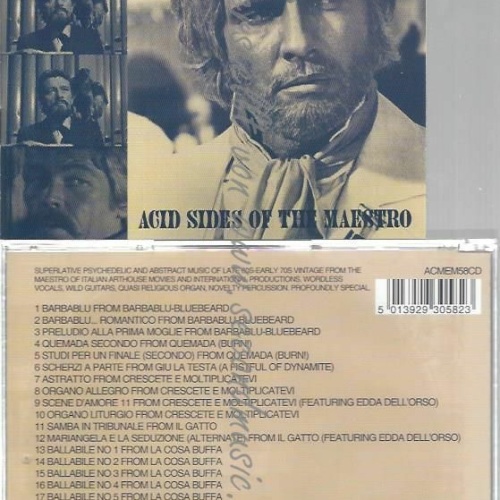 ACID SIDES OF THE MAESTRO
SUPERLATIVE PSYCHEDELIC AND ABSTRACT MUSIC OF LATE 60S-EARLY 70S VINTAGE FROM THE
MAESTRO OF ITALIAN ARTHOUSE MOVIES AND INTERNATIONAL PRODUCTIONS. WORDLESS
VOCALS, WILD GUITARS, QUASI RELIGIOUS ORGAN, NOVELTY PERCUSSION. PROFOUNDLY SPECIAL.
ACMEM58CD
5 013929 305823
1 BARBABLU FROM BARBABLU-BLUEBEARD
2 BARBABLU... ROMANTICO FROM BARBABLU-BLUEBEARD
3 PRELUDIO ALLA PRIMA MOGLIE FROM BARBABLU-BLUEBEARD
4 QUEMADA SECONDO FROM QUEMADA (BURN!)
5 STUDI PER UN FINALE (SECONDO) FROM QUEMADA (BURN!)
6 SCHERZI A PARTE FROM GIU LA TESTA (A FISTFUL OF DYNAMITE)
7 ASTRATTO FROM CRESCETE E MOLTIPLICATEVI
8 ORGANO ALLEGRO FROM CRESCETE E MOLTIPLICATEVI
9 SCENE D'AMORE 11 FROM CRESCETE E MOLTIPLICATEVI (FEATURING EDDA DELL'ORSO)
10 ORGANO LITURGIO FROM CRESCETE E MOLTIPLICATEVI
11 SAMBA IN TRIBUNALE FROM IL GATTO
12 MARIANGELA E LA SEDUZIONE (ALTERNATE) FROM IL GATTO (FEATURING EDDA DELL'ORSO)
13 BALLABILE NO 1 FROM LA COSA BUFFA
14 BALLABILE NO 2 FROM LA COSA BUFFA
15 BALLABILE NO 3 FROM LA COSA BUFFA
16 BALLABILE NO 4 FROM LA COSA BUFFA
17 BALLABILE NO 5 FROM LA COSA BUFFA